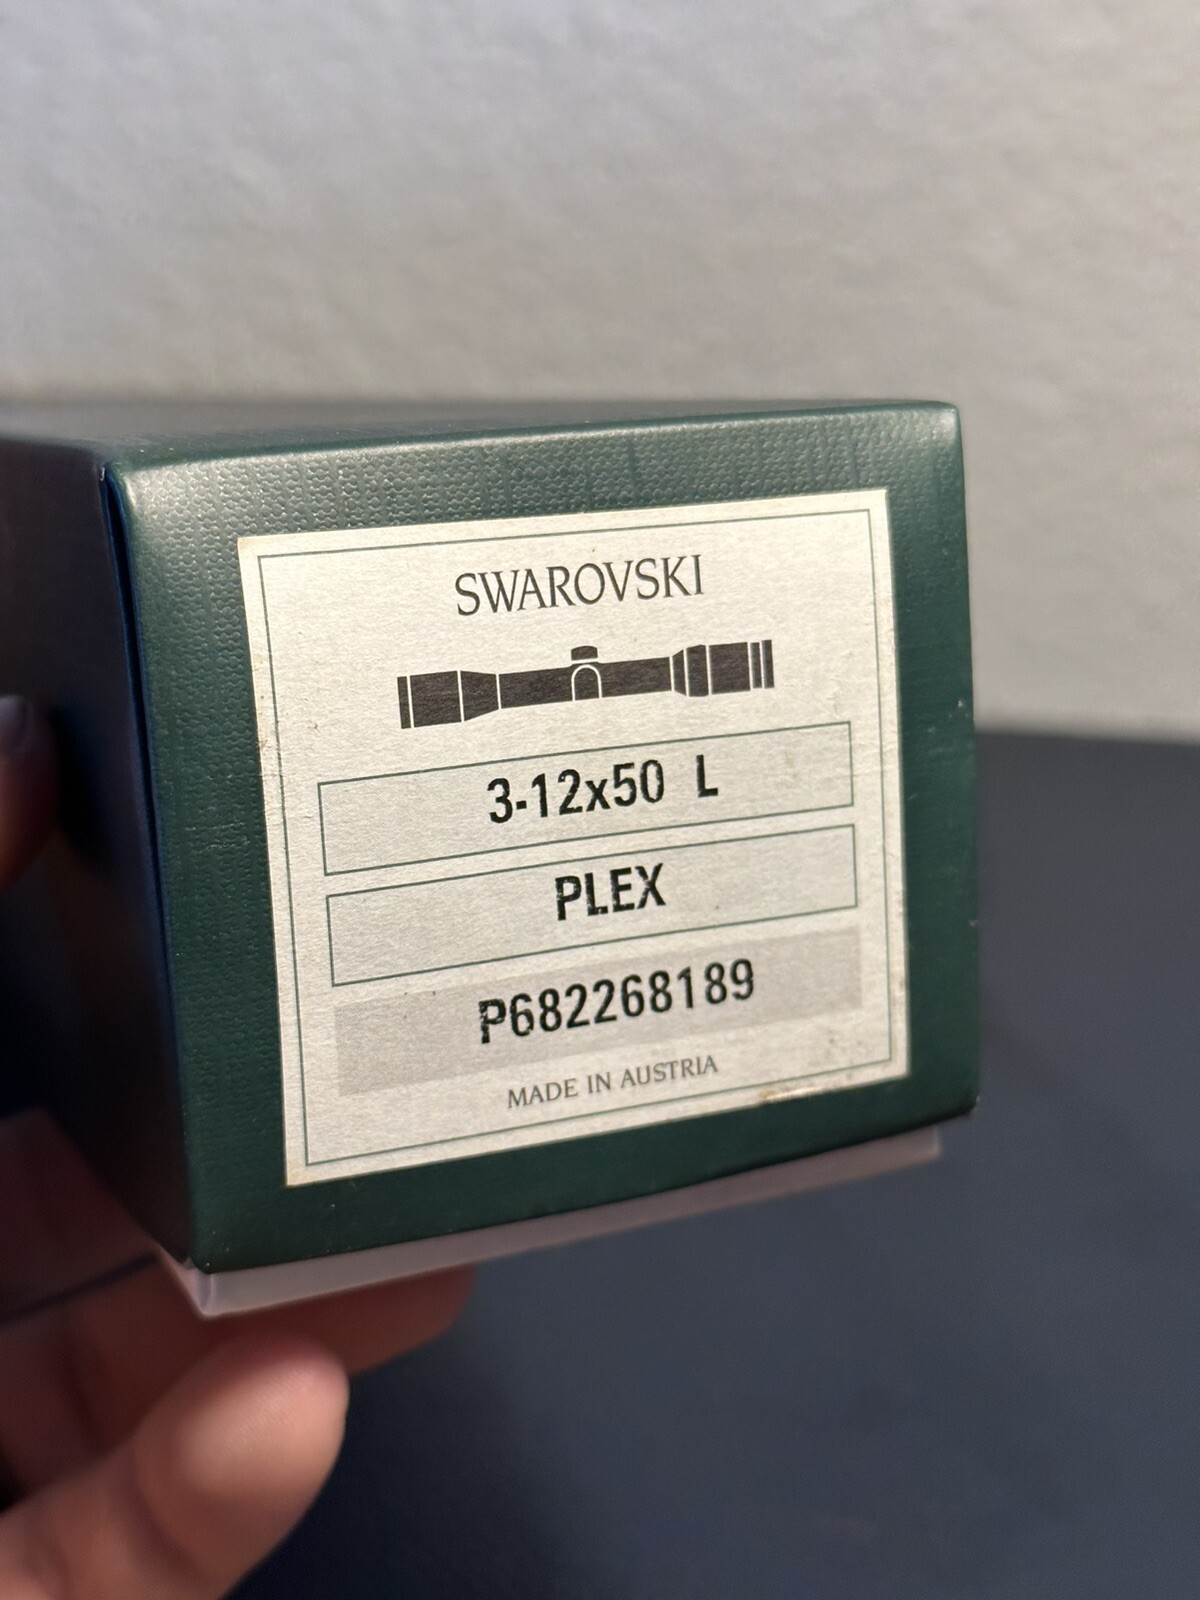 SWAROVSKI
3-12x50 L
PLEX
P682268189
MADE IN AUSTRIA